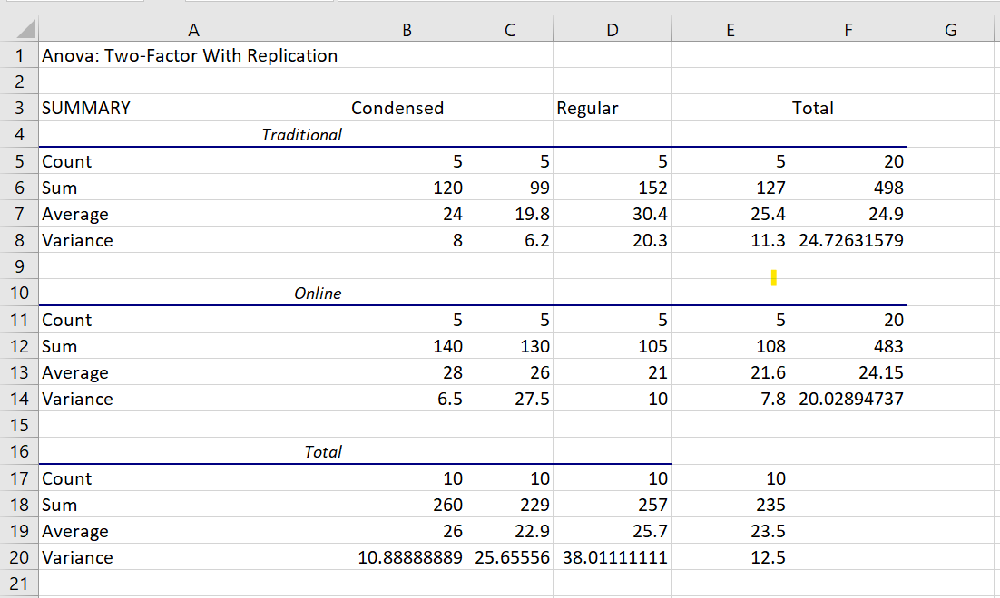 A B C D E F G
1 Anova: Two-Factor With Replication
2
3 SUMMARY Condensed Regular Total
4 Traditional
5 Count 5 5 5 5 20
6 Sum 120 99 152 127 498
7 Average 24 19.8 30.4 25.4 24.9
8 Variance 8 6.2 20.3 11.3 24.72631579
9
10 Online
11 Count 5 5 5 5 20
12 Sum 140 130 105 108 483
13 Average 28 26 21 21.6 24.15
14 Variance 6.5 27.5 10 7.8 20.02894737
15
16 Total
17 Count 10 10 10 10
18 Sum 260 229 257 235
19 Average 26 22.9 25.7 23.5
20 Variance 10.88888889 25.65556 38.01111111 12.5
21